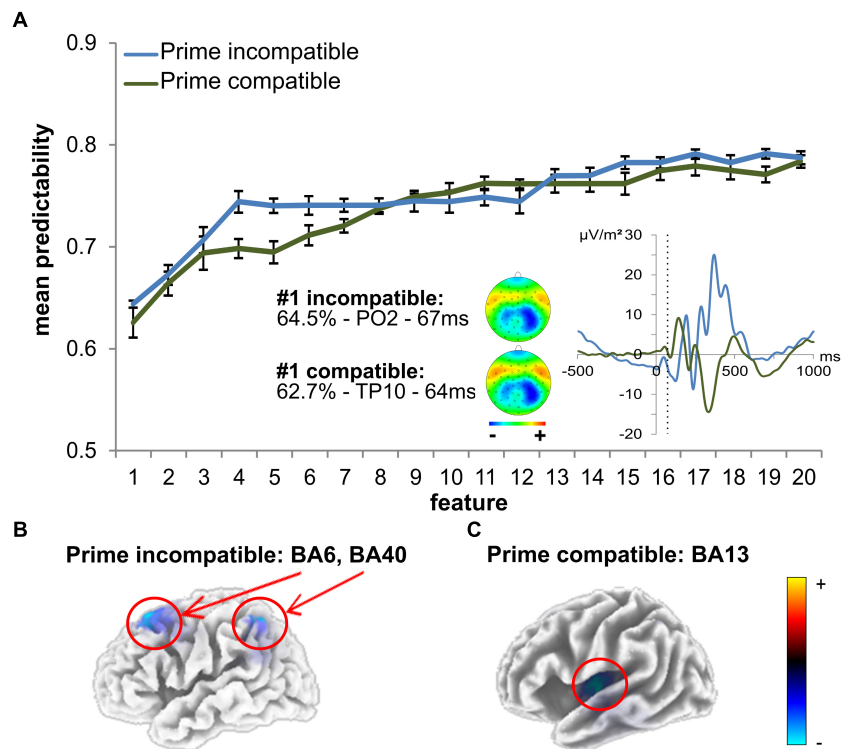 A
0.9
0.8
0.7
0.6
0.5
mean predictability
Prime incompatible
Prime compatible
#1 incompatible:
64.5% - PO2 - 67ms
#1 compatible:
62.7% - TP10 - 64ms
- +
µV/m²
30
20
10
0
-10
-20
-500 0 500 1000 ms
1 2 3 4 5 6 7 8 9 10 11 12 13 14 15 16 17 18 19 20
feature
B
Prime incompatible: BA6, BA40
C
Prime compatible: BA13
+
-